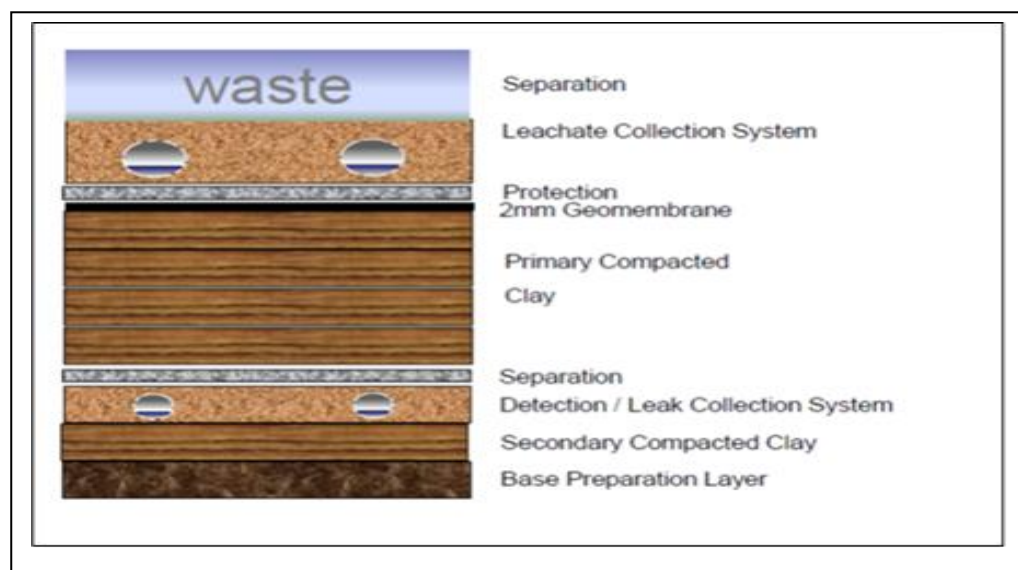 waste
Separation
Leachate Collection System
Protection
2mm Geomembrane
Primary Compacted
Clay
Separation
Detection / Leak Collection System
Secondary Compacted Clay
Base Preparation Layer